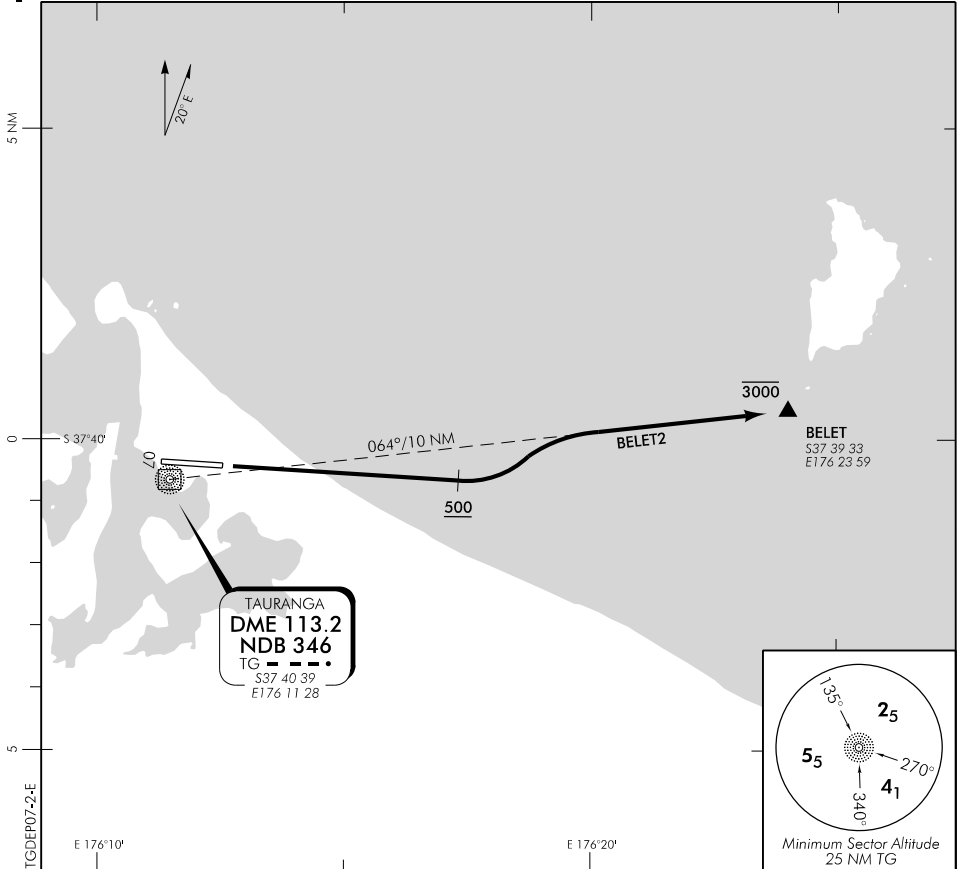 20° E
5 NM
0
S 37°40'
07
064°/10 NM
BELET2
3000
BELET
S37 39 33
E176 23 59
500
TAURANGA
DME 113.2
NDB 346
TG
S37 40 39
E176 11 28
5
TGDEP07-2-E
E 176°10'
E 176°20'
135°
25
55
270°
41
340°
Minimum Sector Altitude
25 NM TG